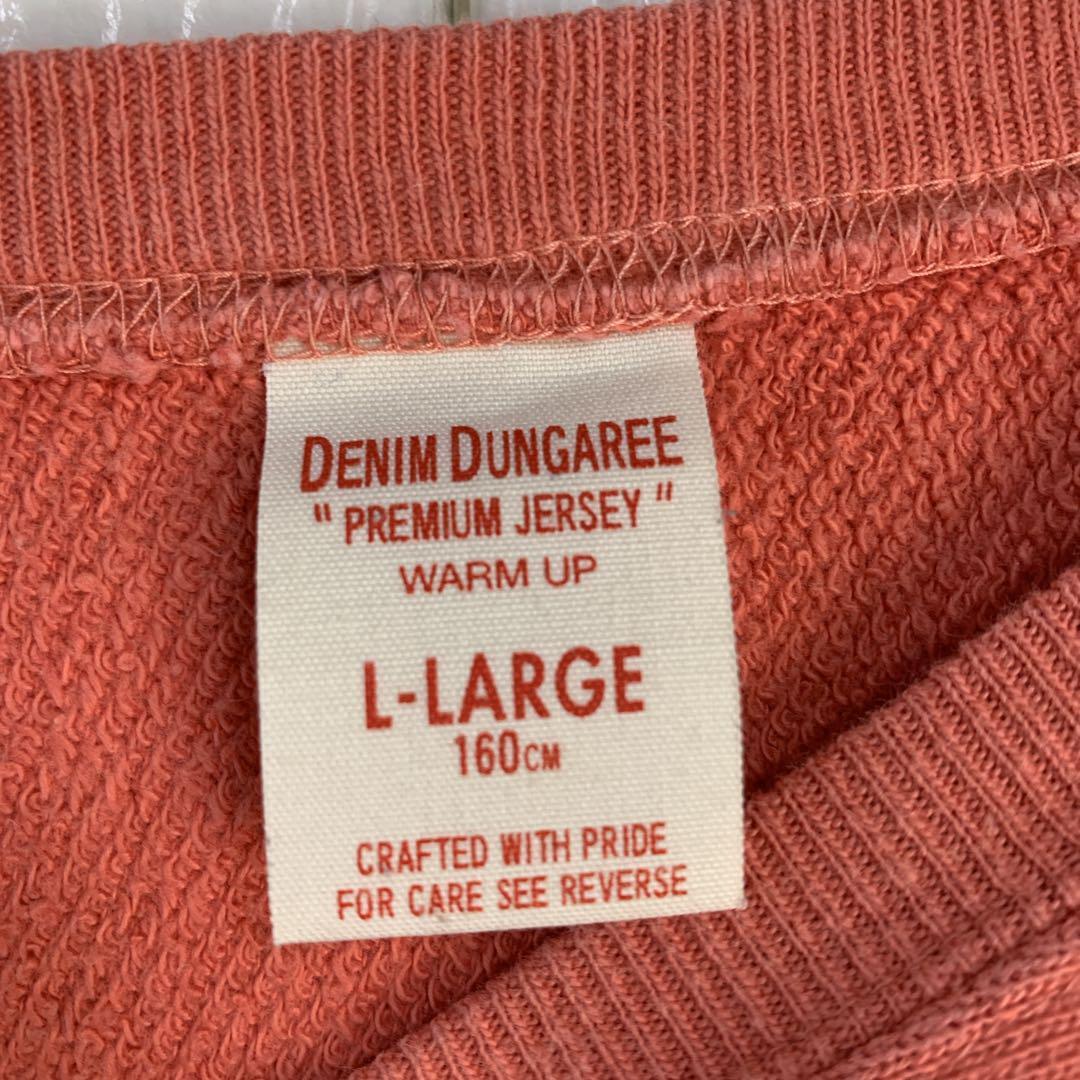 DENIM DUNGAREE
" PREMIUM JERSEY "
WARM UP
L-LARGE
160CM
CRAFTED WITH PRIDE
FOR CARE SEE REVERSE